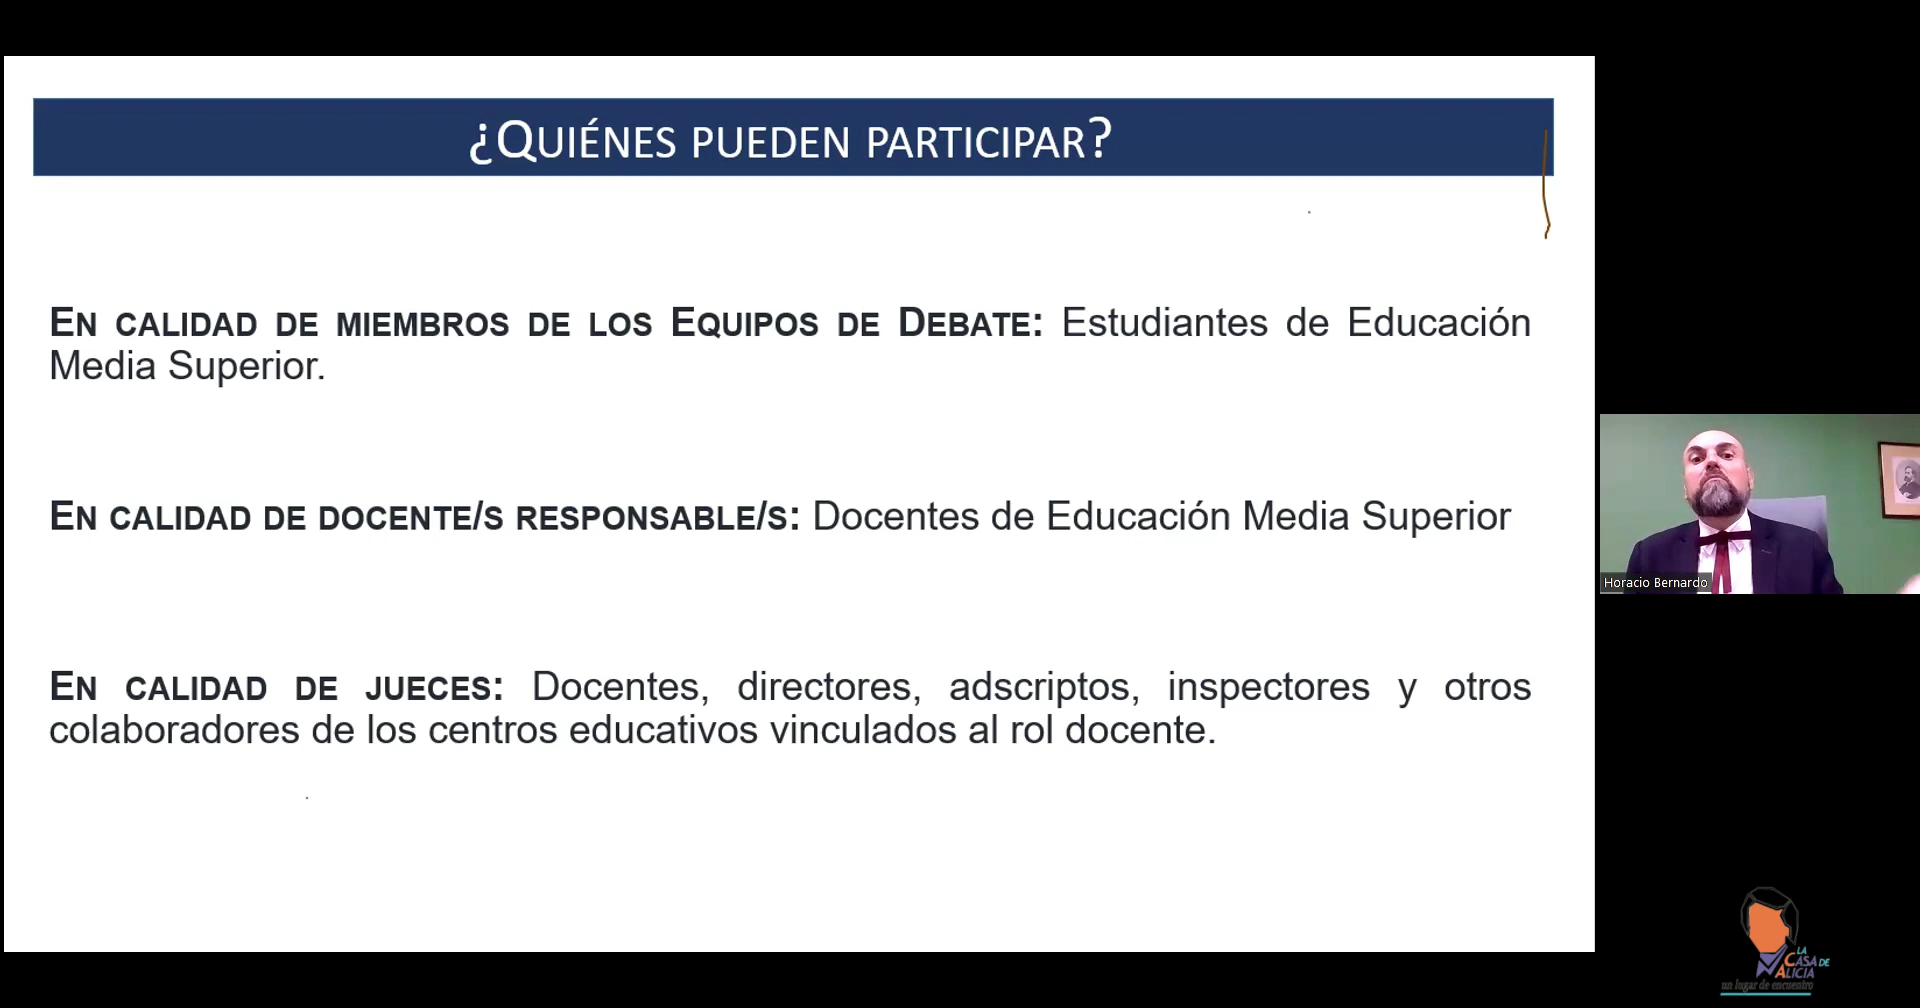 ¿QUIÉNES PUEDEN PARTICIPAR?
EN CALIDAD DE MIEMBROS DE LOS EQUIPOS DE DEBATE: Estudiantes de Educación
Media Superior.
EN CALIDAD DE DOCENTE/S RESPONSABLE/S: Docentes de Educación Media Superior
EN CALIDAD DE JUECES: Docentes, directores, adscriptos, inspectores y otros
colaboradores de los centros educativos vinculados al rol docente.
Horacio Bernardo
LA
CASA DE
ALICIA
un lugar de encuentro